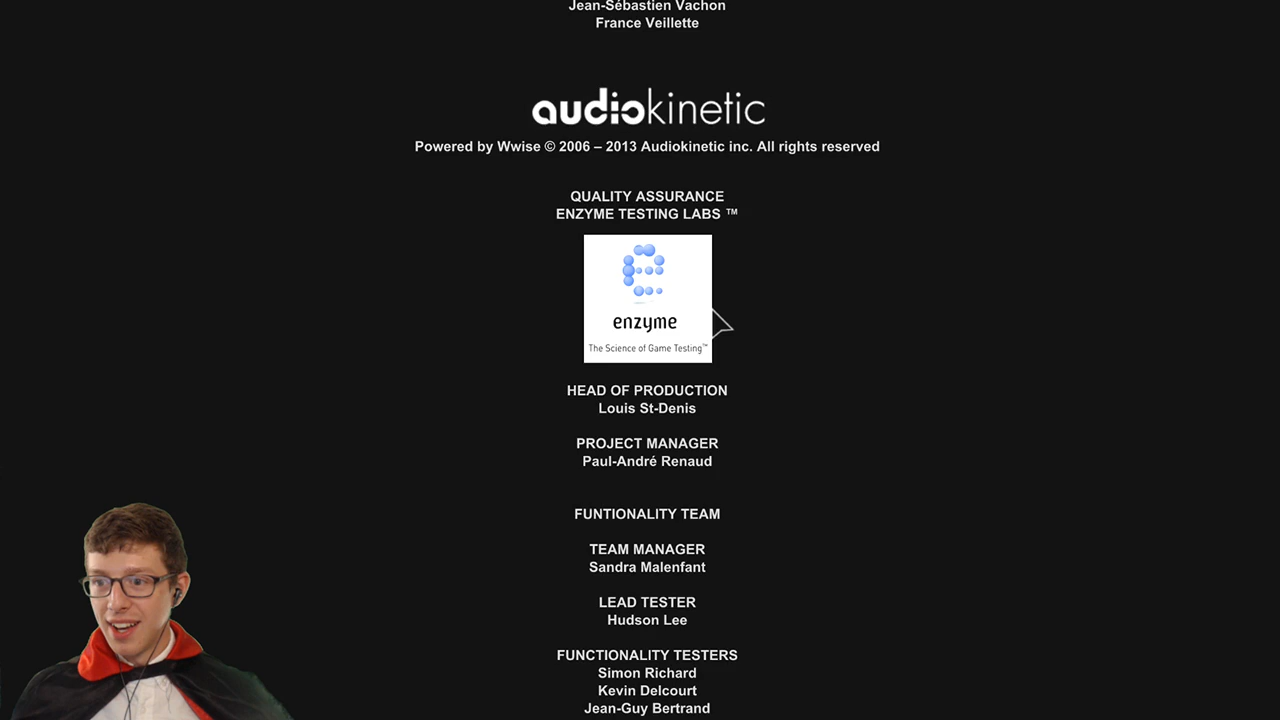 Jean-Sébastien Vachon
France Veillette
audiokinetic
Powered by Wwise © 2006 – 2013 Audiokinetic inc. All rights reserved
QUALITY ASSURANCE
ENZYME TESTING LABS ™
e
enzyme
The Science of Game Testing™
HEAD OF PRODUCTION
Louis St-Denis
PROJECT MANAGER
Paul-André Renaud
FUNTIONALITY TEAM
TEAM MANAGER
Sandra Malenfant
LEAD TESTER
Hudson Lee
FUNCTIONALITY TESTERS
Simon Richard
Kevin Delcourt
Jean-Guy Bertrand